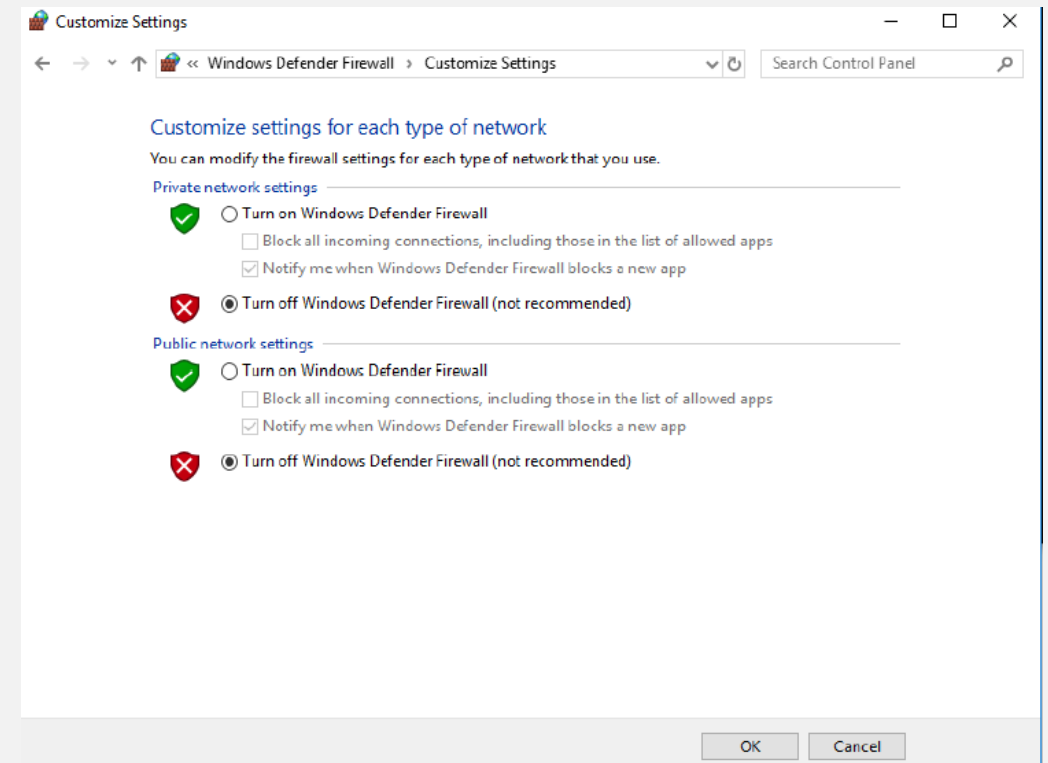 Customize Settings
« Windows Defender Firewall › Customize Settings
Search Control Panel
Customize settings for each type of network
You can modify the firewall settings for each type of network that you use.
Private network settings
Turn on Windows Defender Firewall
Block all incoming connections, including those in the list of allowed apps
Notify me when Windows Defender Firewall blocks a new app
Turn off Windows Defender Firewall (not recommended)
Public network settings
Turn on Windows Defender Firewall
Block all incoming connections, including those in the list of allowed apps
Notify me when Windows Defender Firewall blocks a new app
Turn off Windows Defender Firewall (not recommended)
OK
Cancel